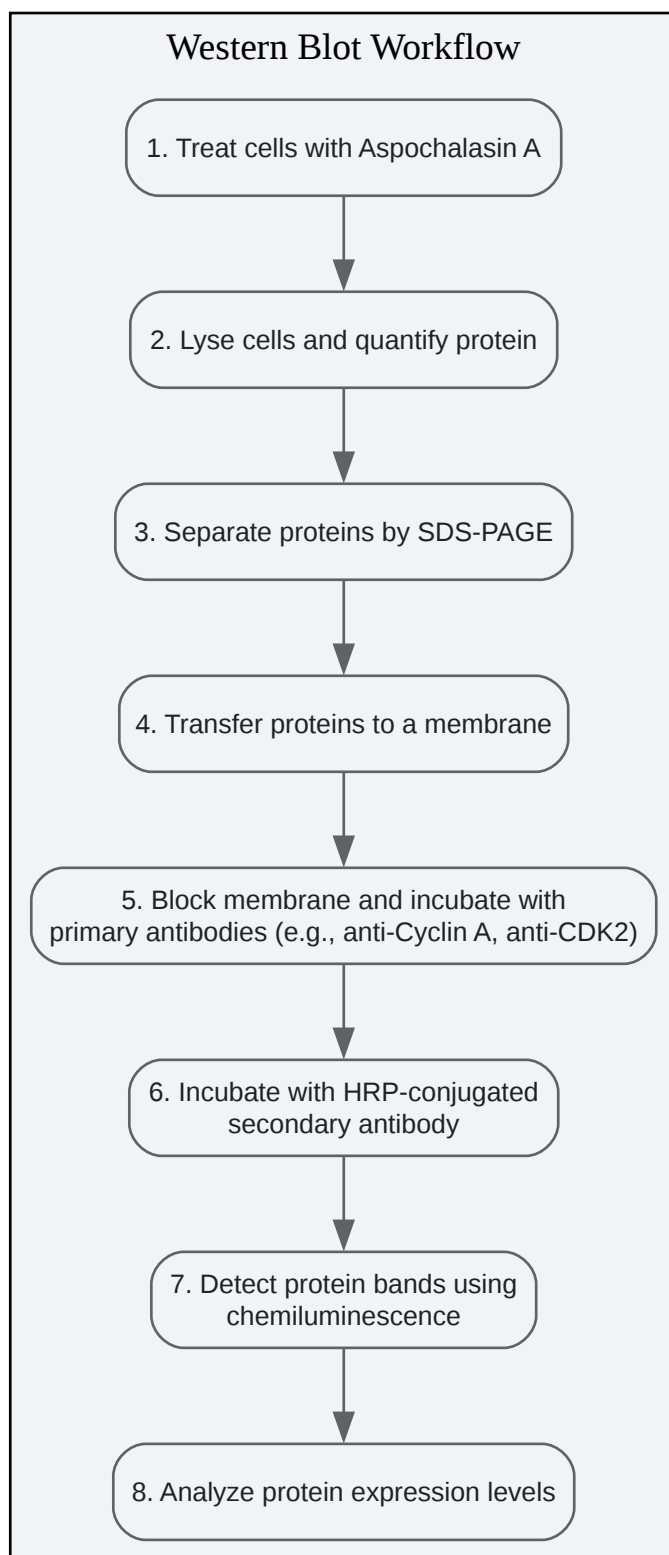 Western Blot Workflow
1. Treat cells with Aspochalasin A
2. Lyse cells and quantify protein
3. Separate proteins by SDS-PAGE
4. Transfer proteins to a membrane
5. Block membrane and incubate with
primary antibodies (e.g., anti-Cyclin A, anti-CDK2)
6. Incubate with HRP-conjugated
secondary antibody
7. Detect protein bands using
chemiluminescence
8. Analyze protein expression levels